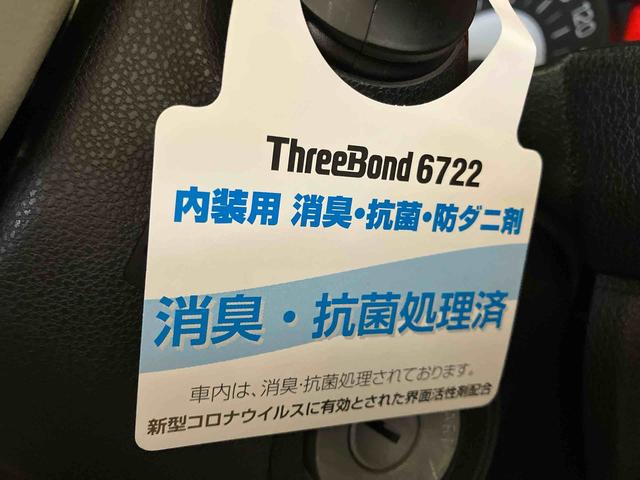 120
ThreeBond 6722
内装用 消臭・抗菌・防ダニ剤
消臭・抗菌処理済
車内は、消臭・抗菌処理されております。
新型コロナウイルスに有効とされた界面活性剤配合